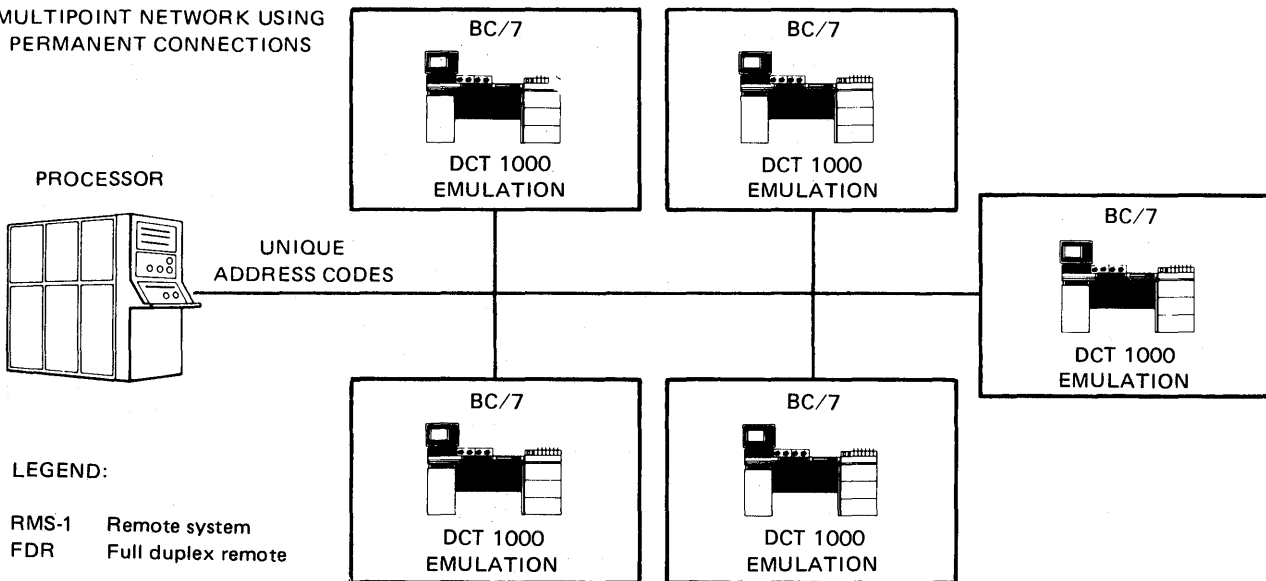 MULTIPOINT NETWORK USING
PERMANENT CONNECTIONS
BC/7
DCT 1000
EMULATION
BC/7
DCT 1000
EMULATION
PROCESSOR
UNIQUE
ADDRESS CODES
BC/7
DCT 1000
EMULATION
BC/7
DCT 1000
EMULATION
BC/7
DCT 1000
EMULATION
LEGEND:
RMS-1 Remote system
FDR Full duplex remote